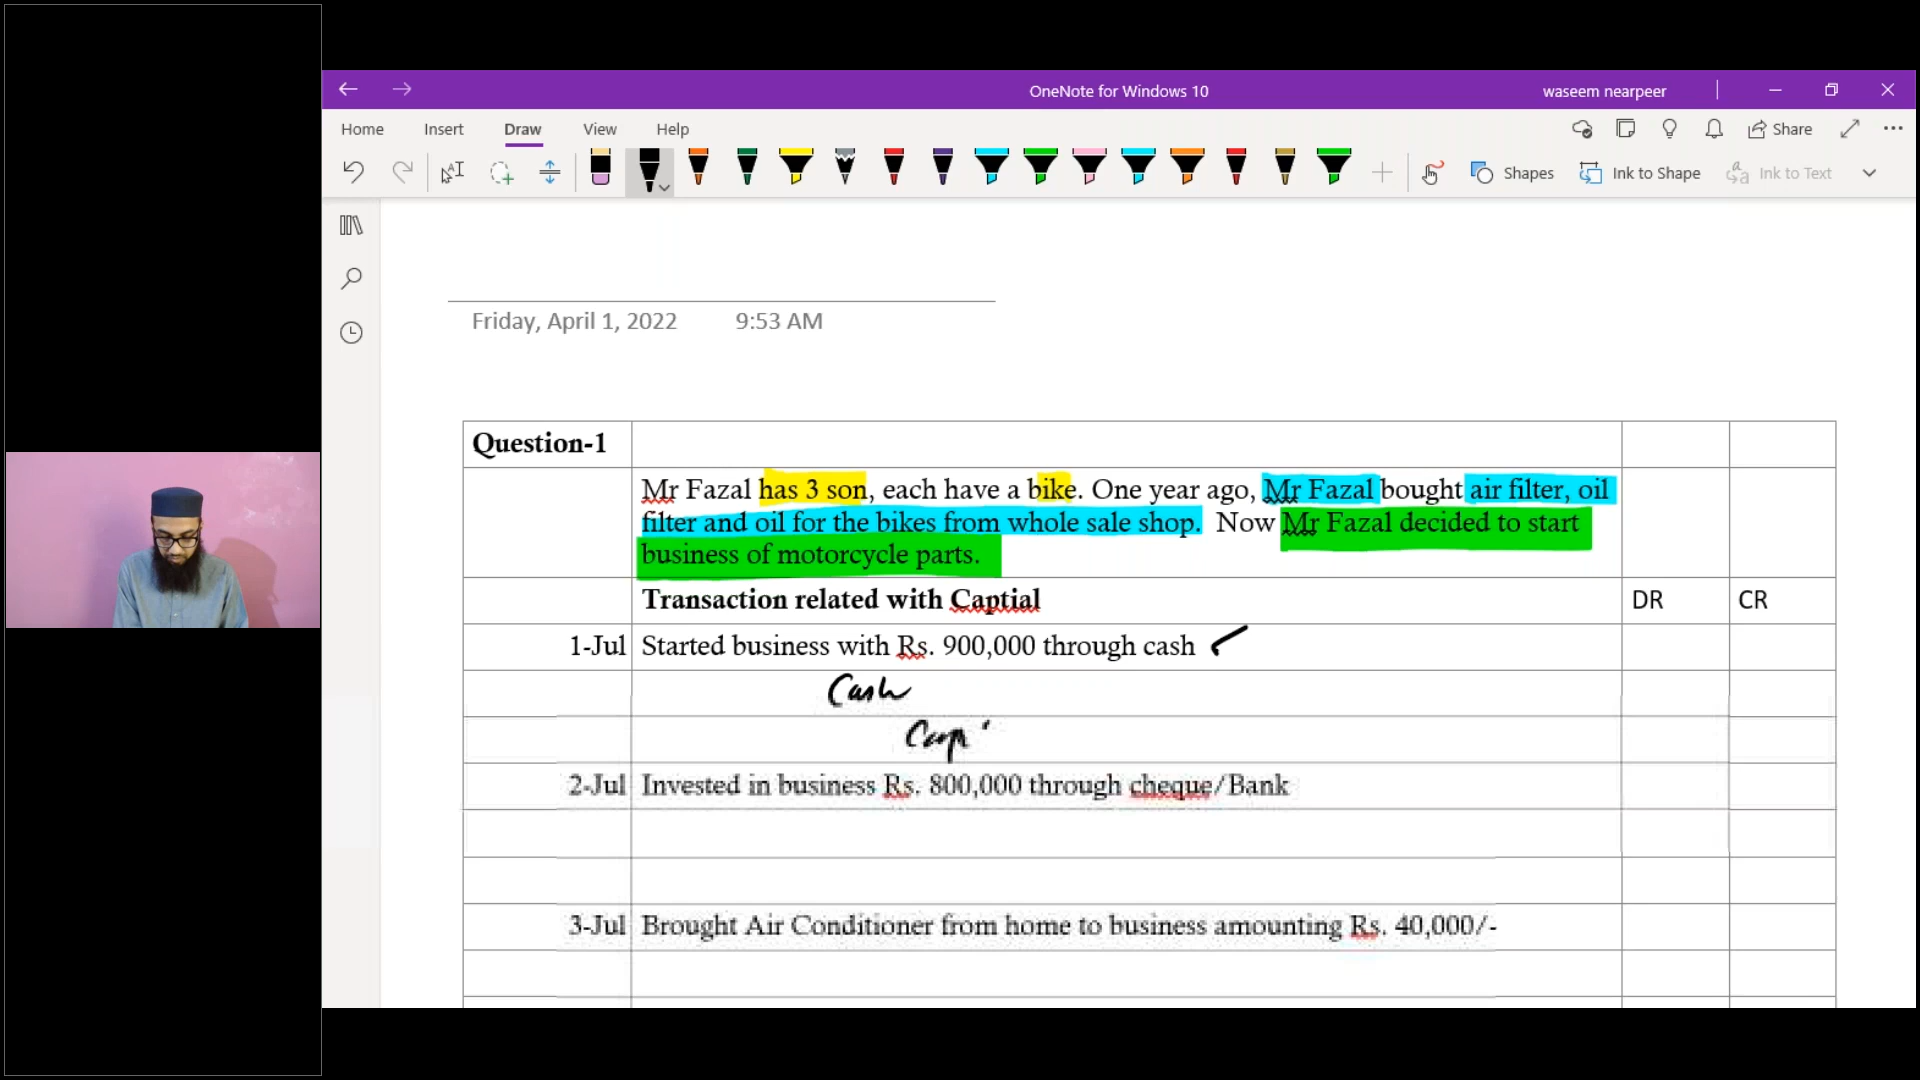 OneNote for Windows 10
waseem nearpeer
Home Insert Draw View Help
Share
Shapes Ink to Shape Ink to Text
Friday, April 1, 2022 9:53 AM
Question-1
Mr Fazal has 3 son, each have a bike. One year ago, Mr Fazal bought air filter, oil
filter and oil for the bikes from whole sale shop. Now Mr Fazal decided to start
business of motorcycle parts.
Transaction related with Captial DR CR
1-Jul Started business with Rs. 900,000 through cash
Cash
Capi
2-Jul Invested in business Rs. 800,000 through cheque/Bank
3-Jul Brought Air Conditioner from home to business amounting Rs. 40,000/-